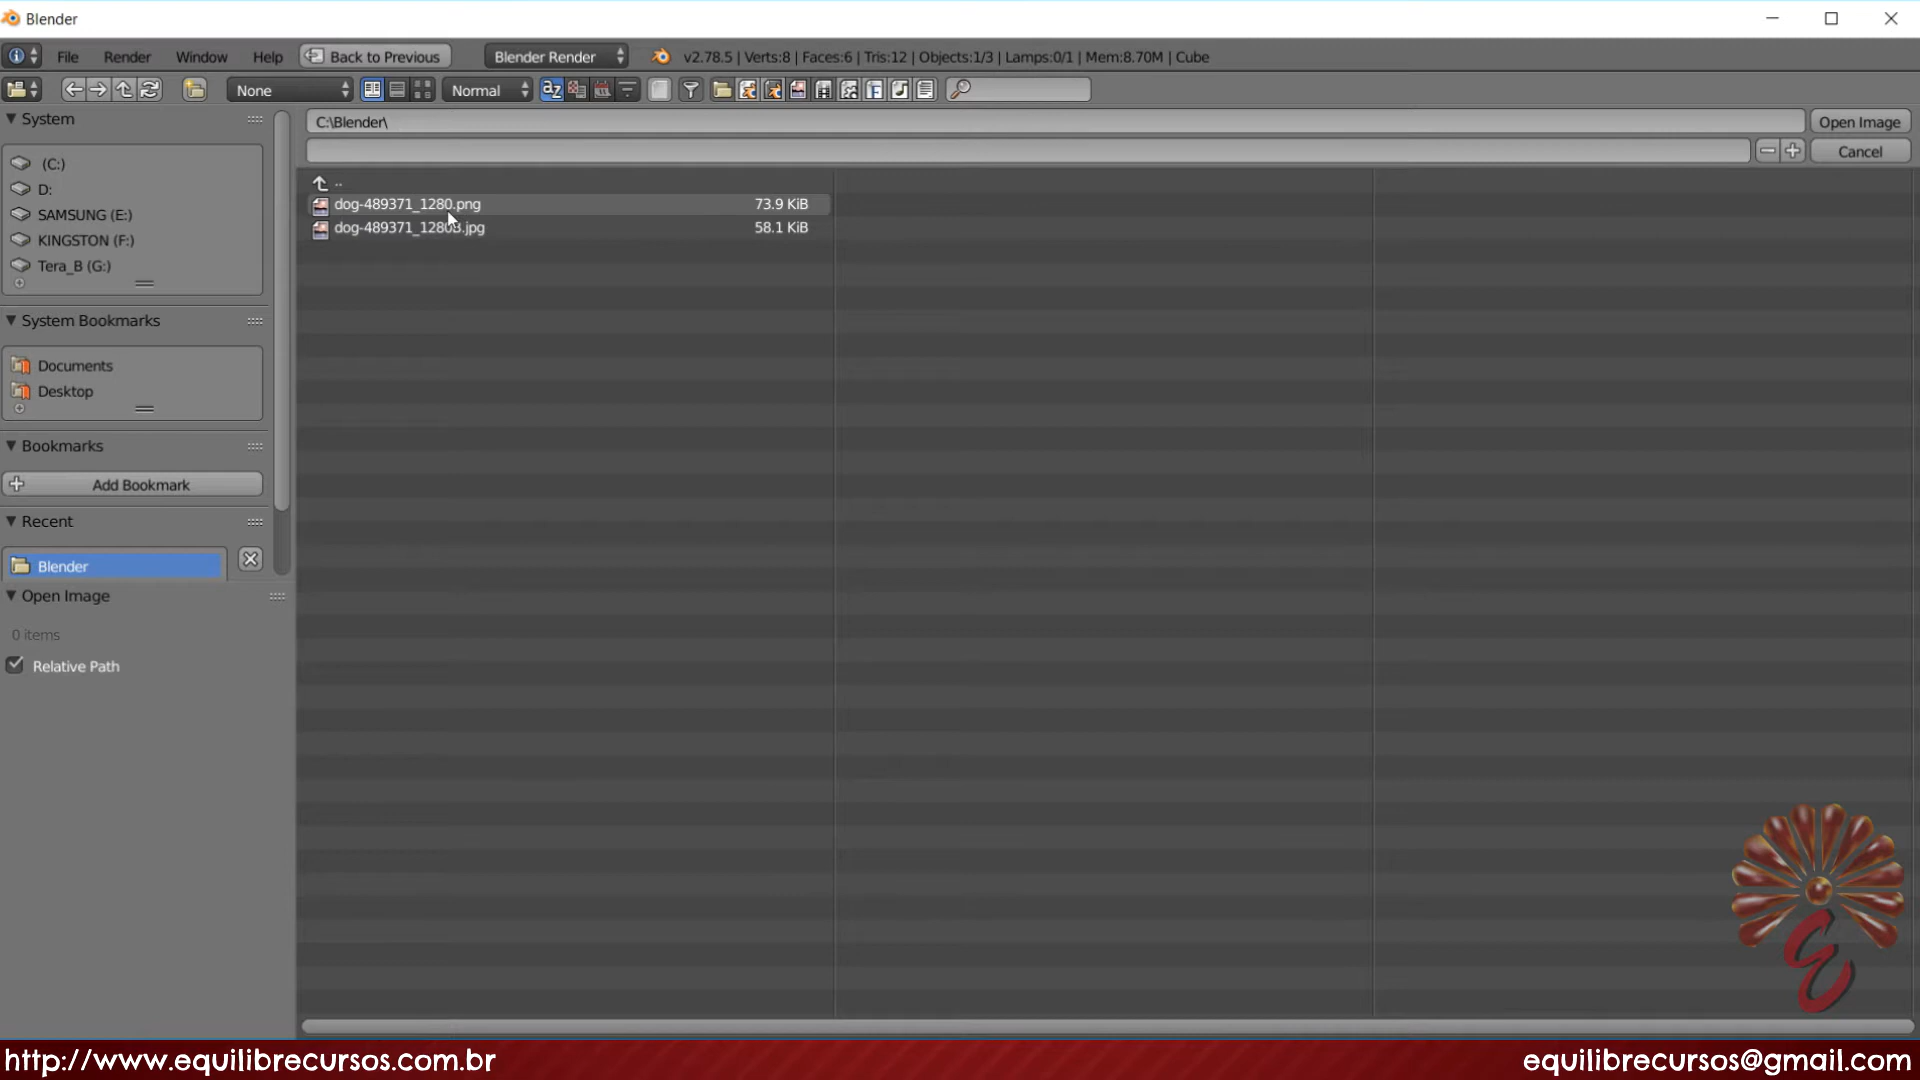 Blender
File Render Window Help Back to Previous Blender Render v2.78.5 | Verts:8 | Faces:6 | Tris:12 | Objects:1/3 | Lamps:0/1 | Mem:8.70M | Cube
None Normal
System
C:\Blender\ Open Image
Cancel
(C:)
D:
SAMSUNG (E:)
KINGSTON (F:)
Tera_B (G:)
..
dog-489371_1280.png 73.9 KiB
dog-489371_1280B.jpg 58.1 KiB
System Bookmarks
Documents
Desktop
Bookmarks
Add Bookmark
Recent
Blender
Open Image
0 items
Relative Path
http://www.equilibrecursos.com.br equilibrecursos@gmail.com